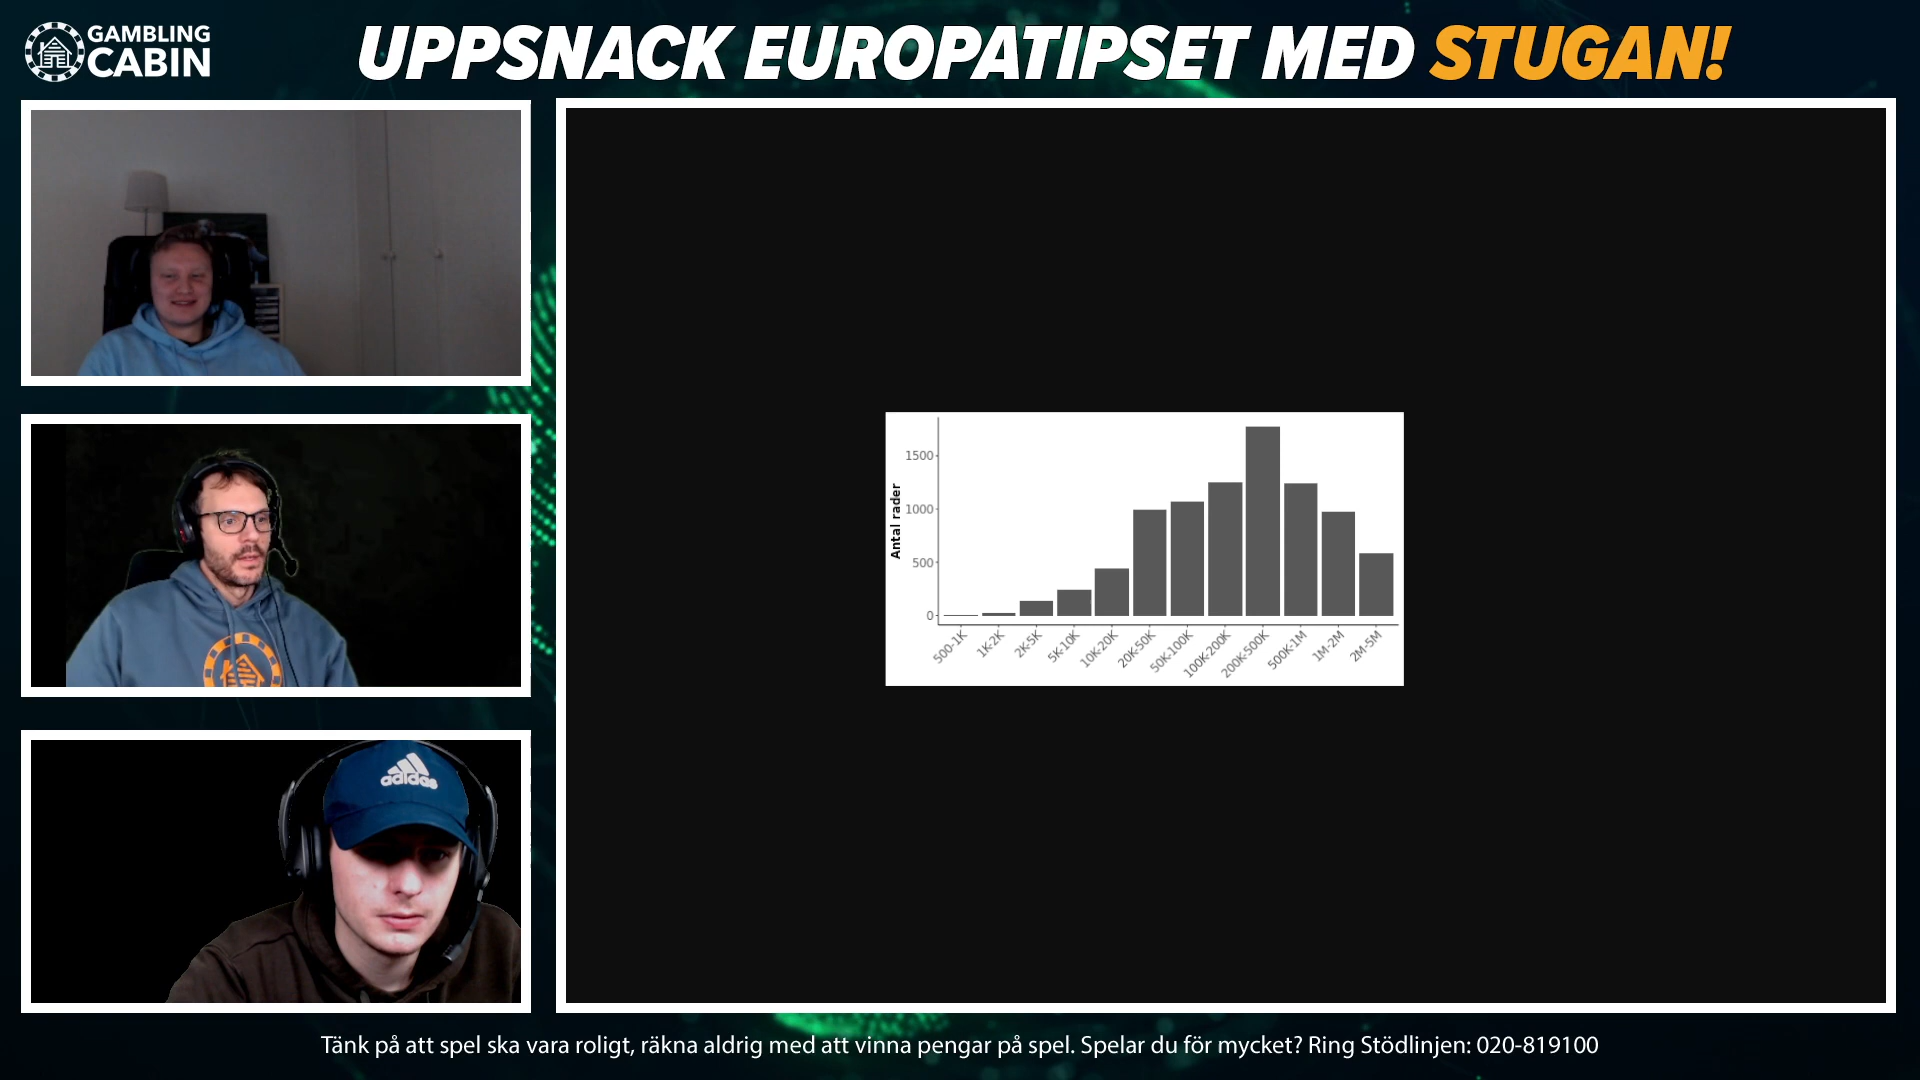 GAMBLING
CABIN
UPPSNACK EUROPATIPSET MED STUGAN!
adidas
Antal rader
1500
1000
500
0
500-1K
1K-2K
2K-5K
5K-10K
10K-20K
20K-50K
50K-100K
100K-200K
200K-500K
500K-1M
1M-2M
2M-5M
Tänk på att spel ska vara roligt, räkna aldrig med att vinna pengar på spel. Spelar du för mycket? Ring Stödlinjen: 020-819100